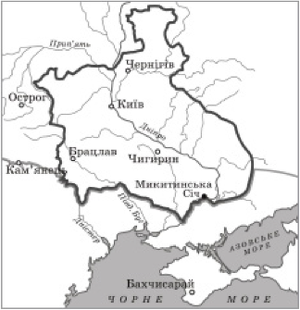 Прип'ять
Чернігів
Острог
Київ
Дніпро
Брацлав
Чигирин
Кам'янець
Микитинська
Січ
Півд. Буг
Дністер
АЗОВСЬКЕ
МОРЕ
Бахчисарай
ЧОРНЕ МОРЕ